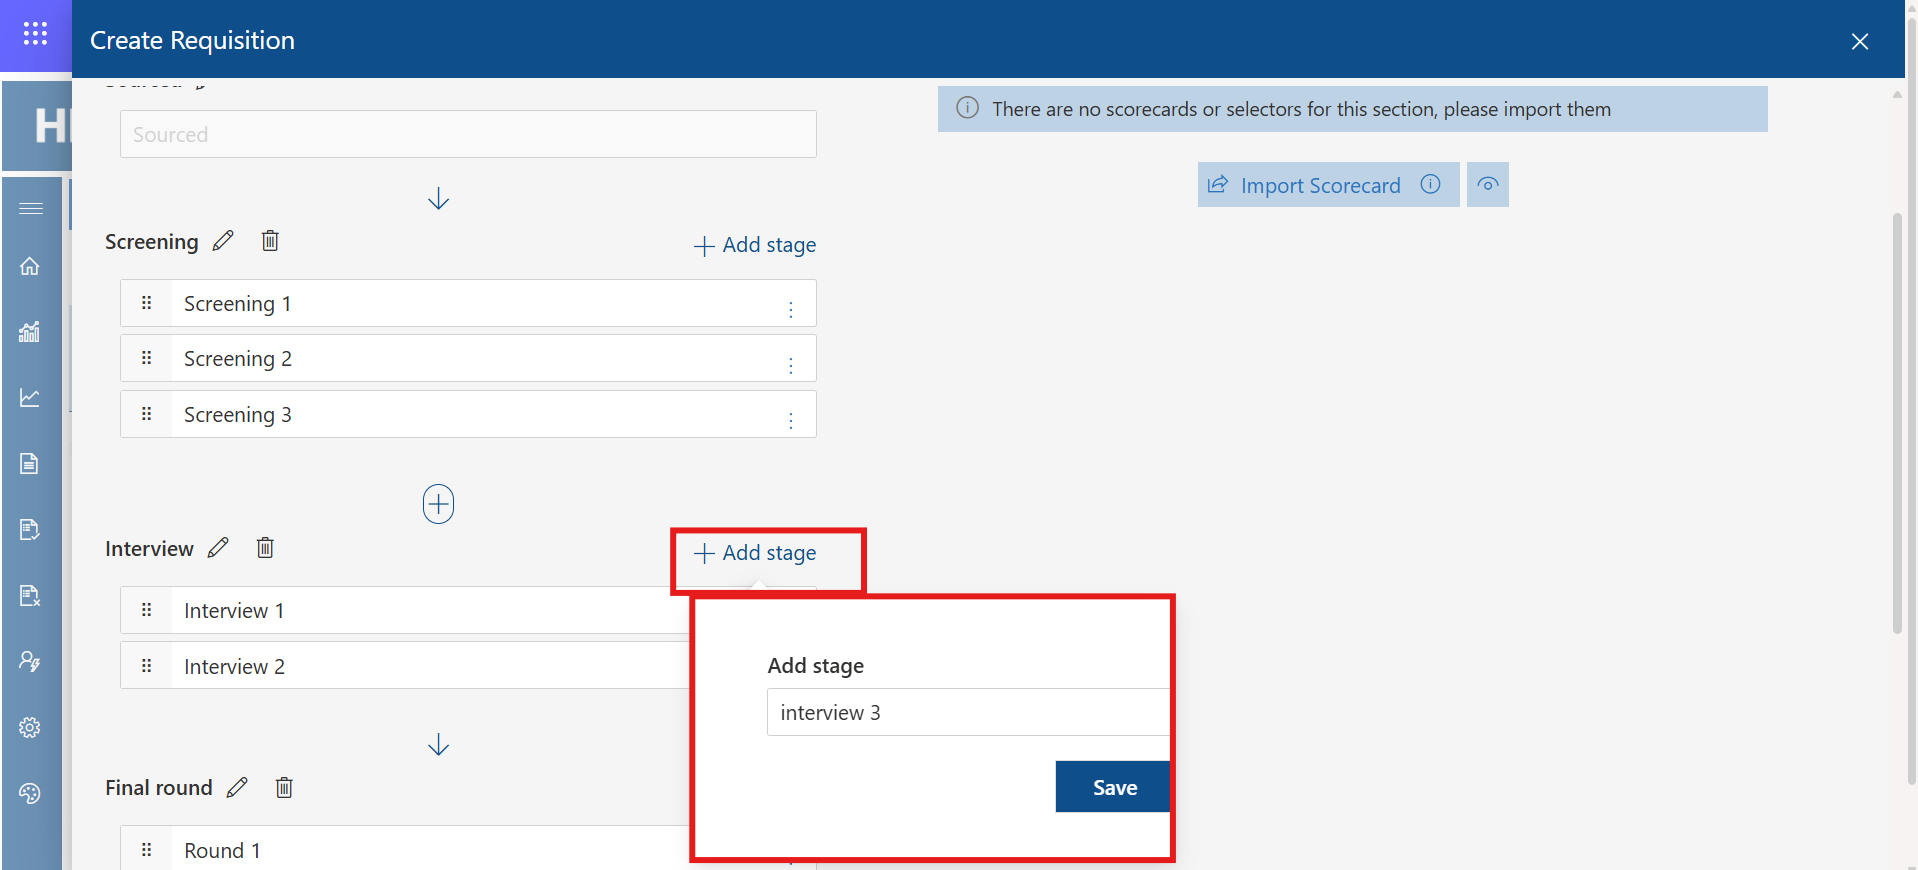 Create Requisition
H
Sourced
There are no scorecards or selectors for this section, please import them
Import Scorecard
Screening
Add stage
Screening 1
Screening 2
Screening 3
Interview
Add stage
Interview 1
Interview 2
Add stage
interview 3
Save
Final round
Round 1